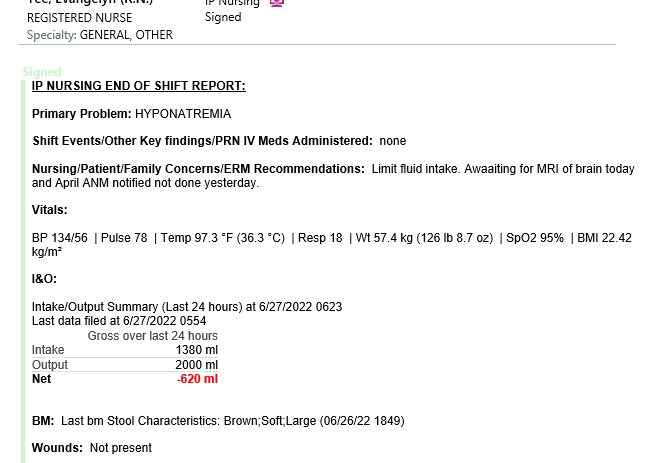 Yee, Evangelyn (R.N.) IP Nursing
REGISTERED NURSE Signed
Specialty: GENERAL, OTHER
Signed
IP NURSING END OF SHIFT REPORT:
Primary Problem: HYPONATREMIA
Shift Events/Other Key findings/PRN IV Meds Administered: none
Nursing/Patient/Family Concerns/ERM Recommendations: Limit fluid intake. Awaaiting for MRI of brain today
and April ANM notified not done yesterday.
Vitals:
BP 134/56 | Pulse 78 | Temp 97.3 °F (36.3 °C) | Resp 18 | Wt 57.4 kg (126 lb 8.7 oz) | SpO2 95% | BMI 22.42
kg/m²
I&O:
Intake/Output Summary (Last 24 hours) at 6/27/2022 0623
Last data filed at 6/27/2022 0554
Gross over last 24 hours
Intake 1380 ml
Output 2000 ml
Net -620 ml
BM: Last bm Stool Characteristics: Brown;Soft;Large (06/26/22 1849)
Wounds: Not present